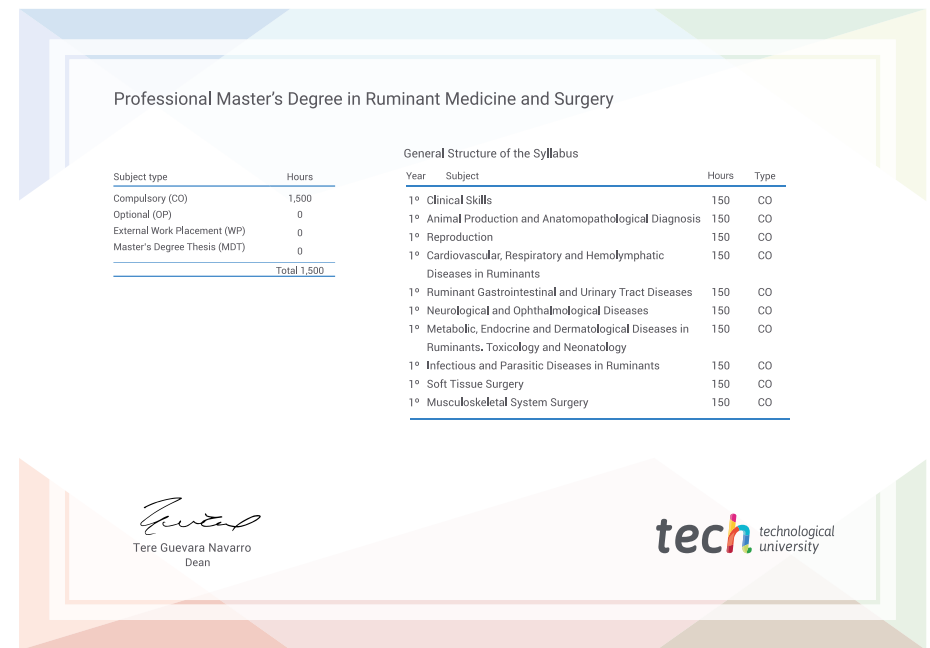 Professional Master's Degree in Ruminant Medicine and Surgery
Subject type Hours
Compulsory (CO) 1,500
Optional (OP) 0
External Work Placement (WP) 0
Master's Degree Thesis (MDT) 0
Total 1,500
General Structure of the Syllabus
Year Subject Hours Type
1º Clinical Skills 150 CO
1º Animal Production and Anatomopathological Diagnosis 150 CO
1º Reproduction 150 CO
1º Cardiovascular, Respiratory and Hemolymphatic 150 CO
Diseases in Ruminants
1º Ruminant Gastrointestinal and Urinary Tract Diseases 150 CO
1º Neurological and Ophthalmological Diseases 150 CO
1º Metabolic, Endocrine and Dermatological Diseases in 150 CO
Ruminants. Toxicology and Neonatology
1º Infectious and Parasitic Diseases in Ruminants 150 CO
1º Soft Tissue Surgery 150 CO
1º Musculoskeletal System Surgery 150 CO
Tere Guevara Navarro
Dean
tech technological
university